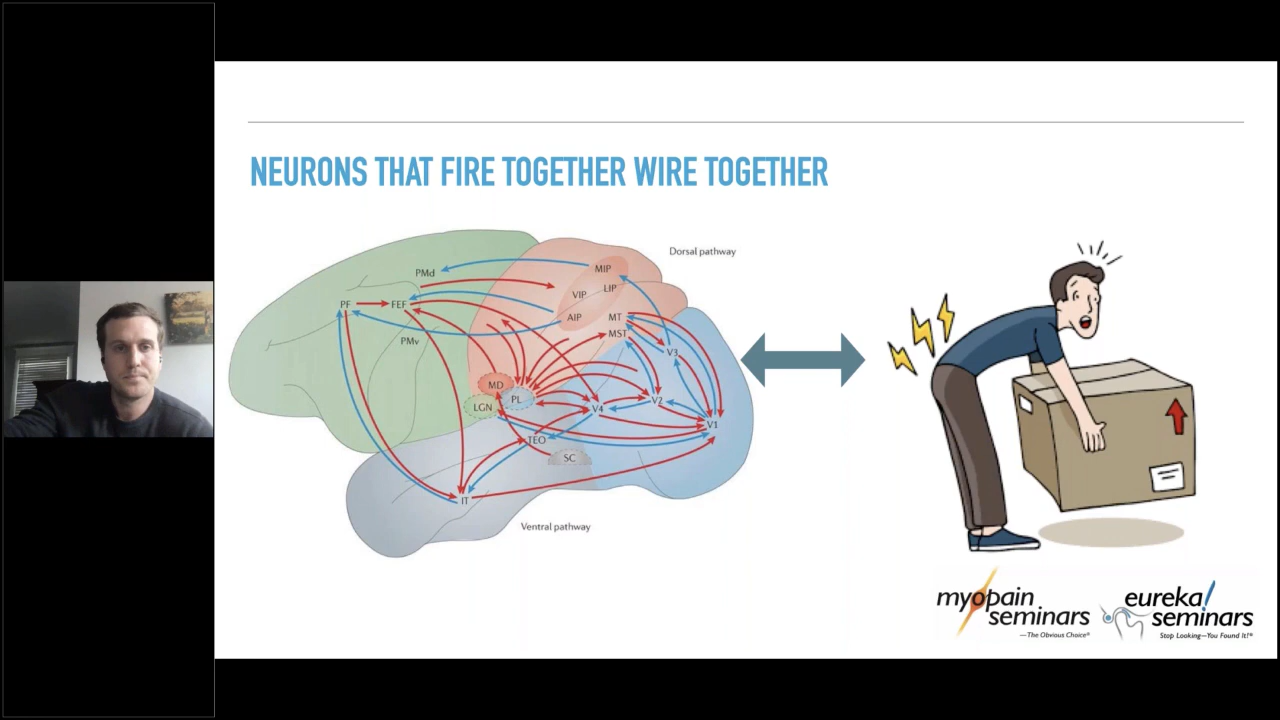 NEURONS THAT FIRE TOGETHER WIRE TOGETHER
Dorsal pathway
PMd
MIP
VIP
LIP
PF
FEF
AIP
MT
PMv
MST
V3
MD
PL
LGN
V4
V2
V1
TEO
SC
IT
Ventral pathway
myopain
seminars
—The Obvious Choice®
eureka!
seminars
Stop Looking—You Found It!®